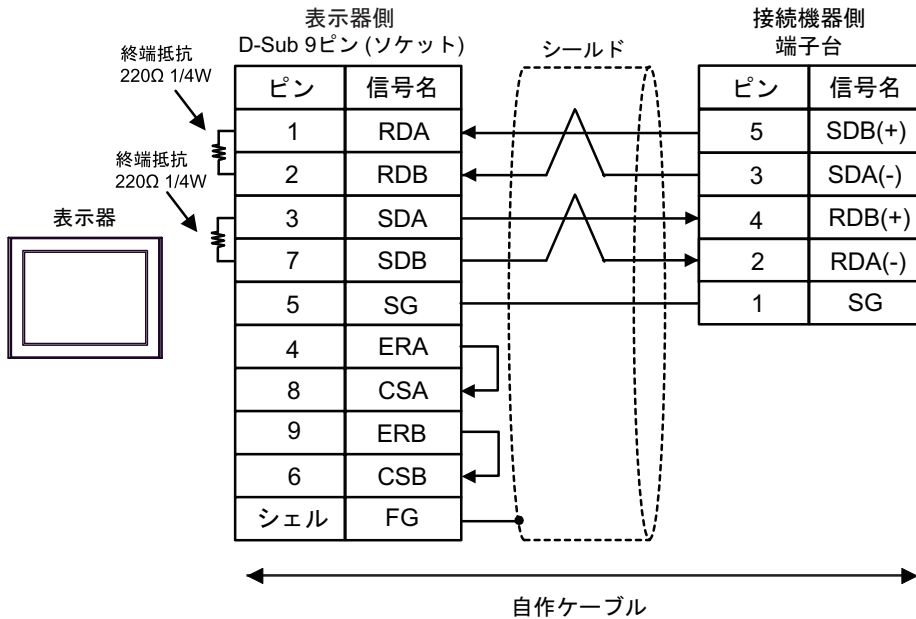 表示器側
D-Sub 9ピン (ソケット)
終端抵抗
220Ω 1/4W
終端抵抗
220Ω 1/4W
表示器
シールド
接続機器側
端子台
ピン 信号名
1 RDA
2 RDB
3 SDA
7 SDB
5 SG
4 ERA
8 CSA
9 ERB
6 CSB
シェル FG
ピン 信号名
5 SDB(+)
3 SDA(-)
4 RDB(+)
2 RDA(-)
1 SG
自作ケーブル